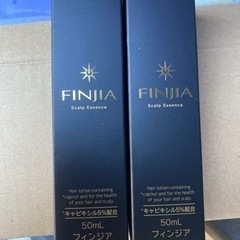 FINJIA
Scalp Essence
Hair lotion containing
*capixyl and for the health
of your hair and scalp.
*キャピキシル5%配合
50mL
フィンジア
FINJIA
Scalp Essence
Hair lotion containing
*capixyl and for the health
of your hair and scalp.
*キャピキシル5%配合
50mL
フィンジア